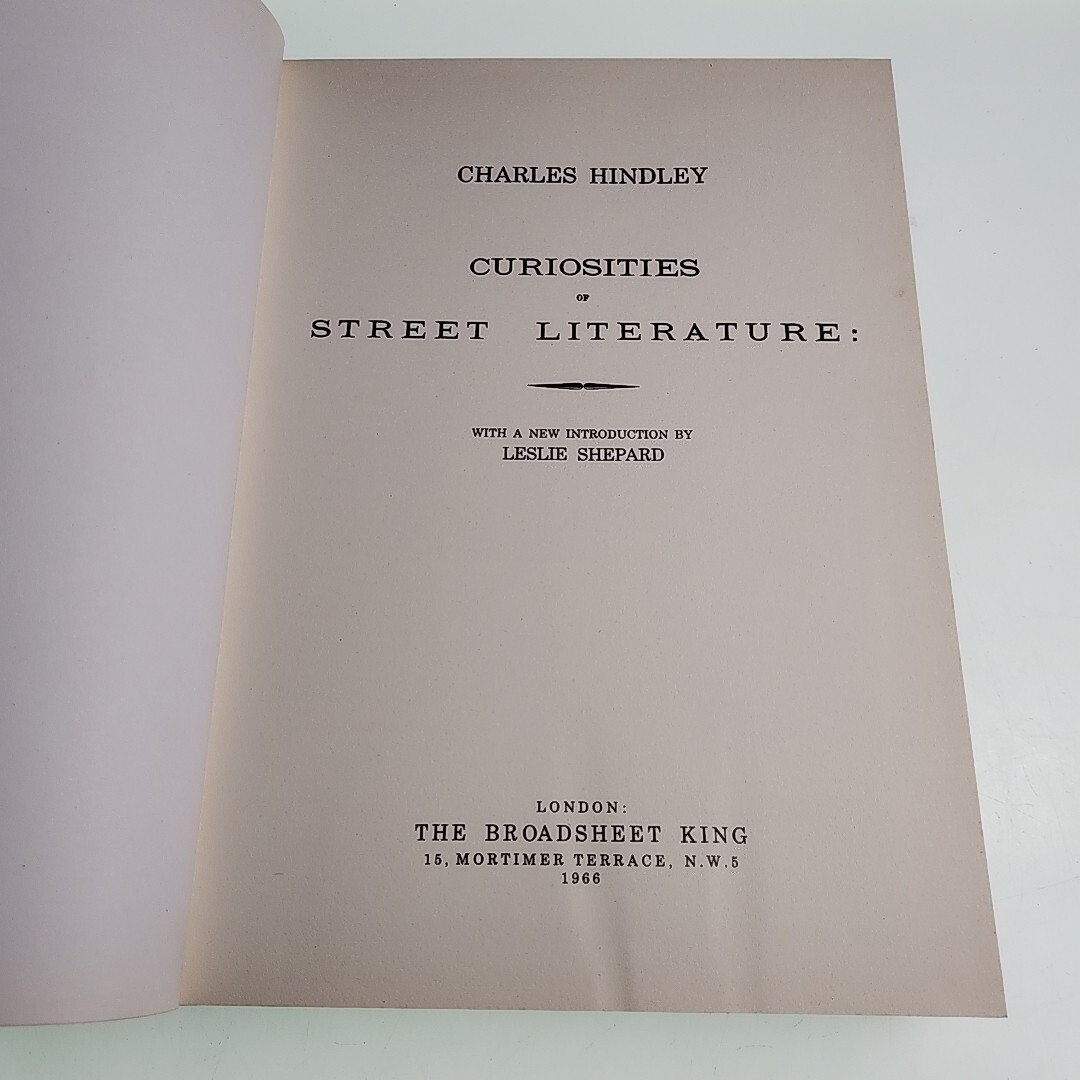 CHARLES HINDLEY
CURIOSITIES
OF
STREET LITERATURE:
WITH A NEW INTRODUCTION BY
LESLIE SHEPARD
LONDON:
THE BROADSHEET KING
15, MORTIMER TERRACE, N.W.5
1966